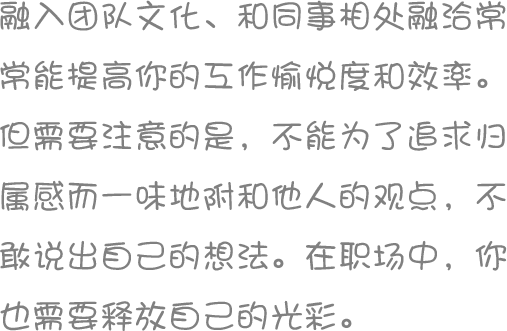 融入团队文化、和同事相处融洽常
常能提高你的工作愉悦度和效率。
但需要注意的是，不能为了追求归
属感而一味地附和他人的观点，不
敢说出自己的想法。在职场中，你
也需要释放自己的光彩。